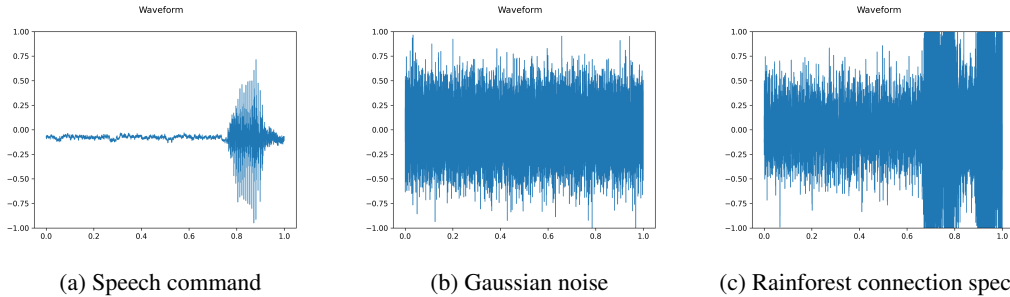 Waveform Waveform Waveform
1.00 1.00 1.00
0.75 0.75 0.75
0.50 0.50 0.50
0.25 0.25 0.25
0.00 0.00 0.00
−0.25 −0.25 −0.25
−0.50 −0.50 −0.50
−0.75 −0.75 −0.75
−1.00 −1.00 −1.00
0.0 0.2 0.4 0.6 0.8 1.0 0.0 0.2 0.4 0.6 0.8 1.0 0.0 0.2 0.4 0.6 0.8 1.0
(a) Speech command (b) Gaussian noise (c) Rainforest connection spec